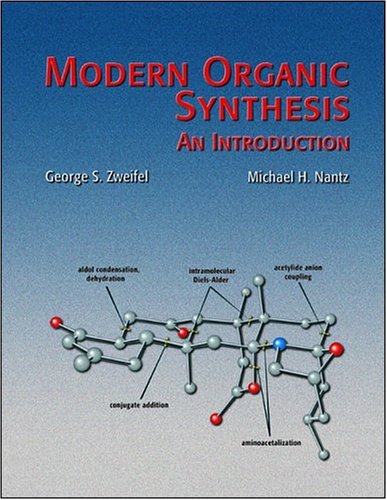 MODERN ORGANIC
SYNTHESIS
AN INTRODUCTION
George S. Zweifel
Michael H. Nantz
aldol condensation,
dehydration
intramolecular
Diels-Alder
acetylide anion
coupling
conjugate addition
aminoacetalization